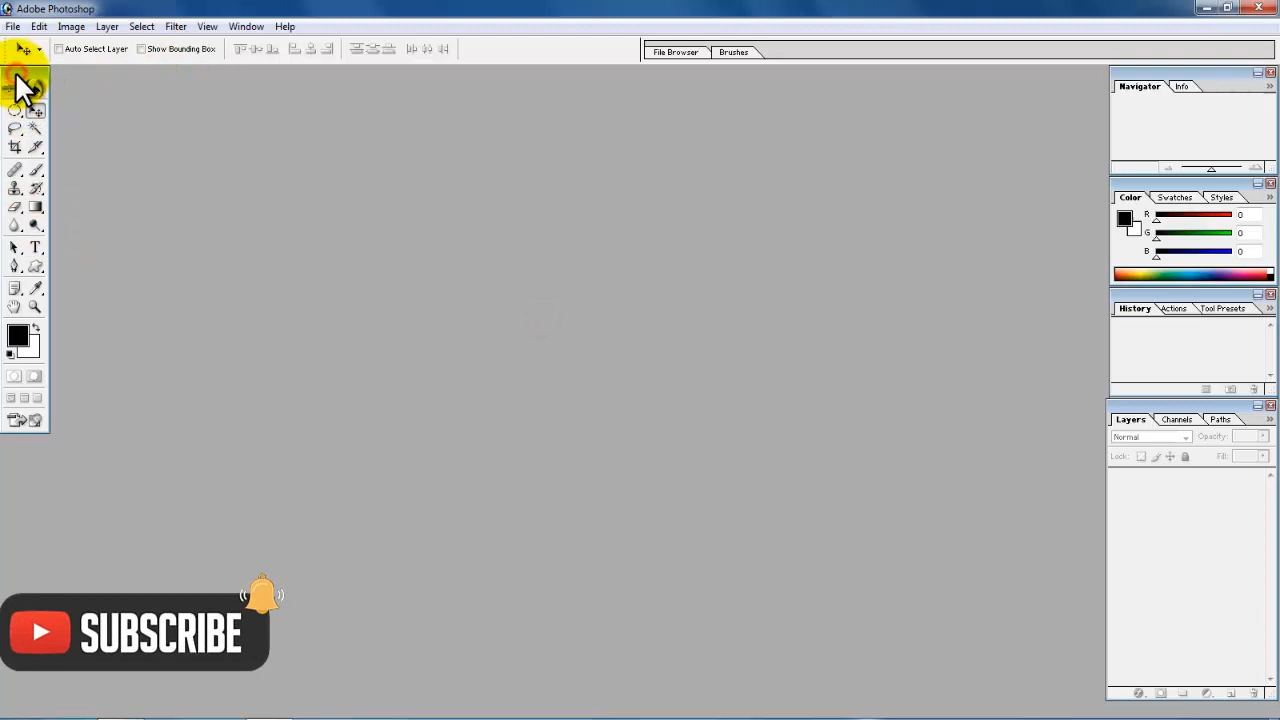 Adobe Photoshop
File Edit Image Layer Select Filter View Window Help
Auto Select Layer Show Bounding Box File Browser Brushes
Navigator Info
Color Swatches Styles
R 0
G 0
B 0
History Actions Tool Presets
Layers Channels Paths
Normal Opacity:
Lock: Fill:
SUBSCRIBE